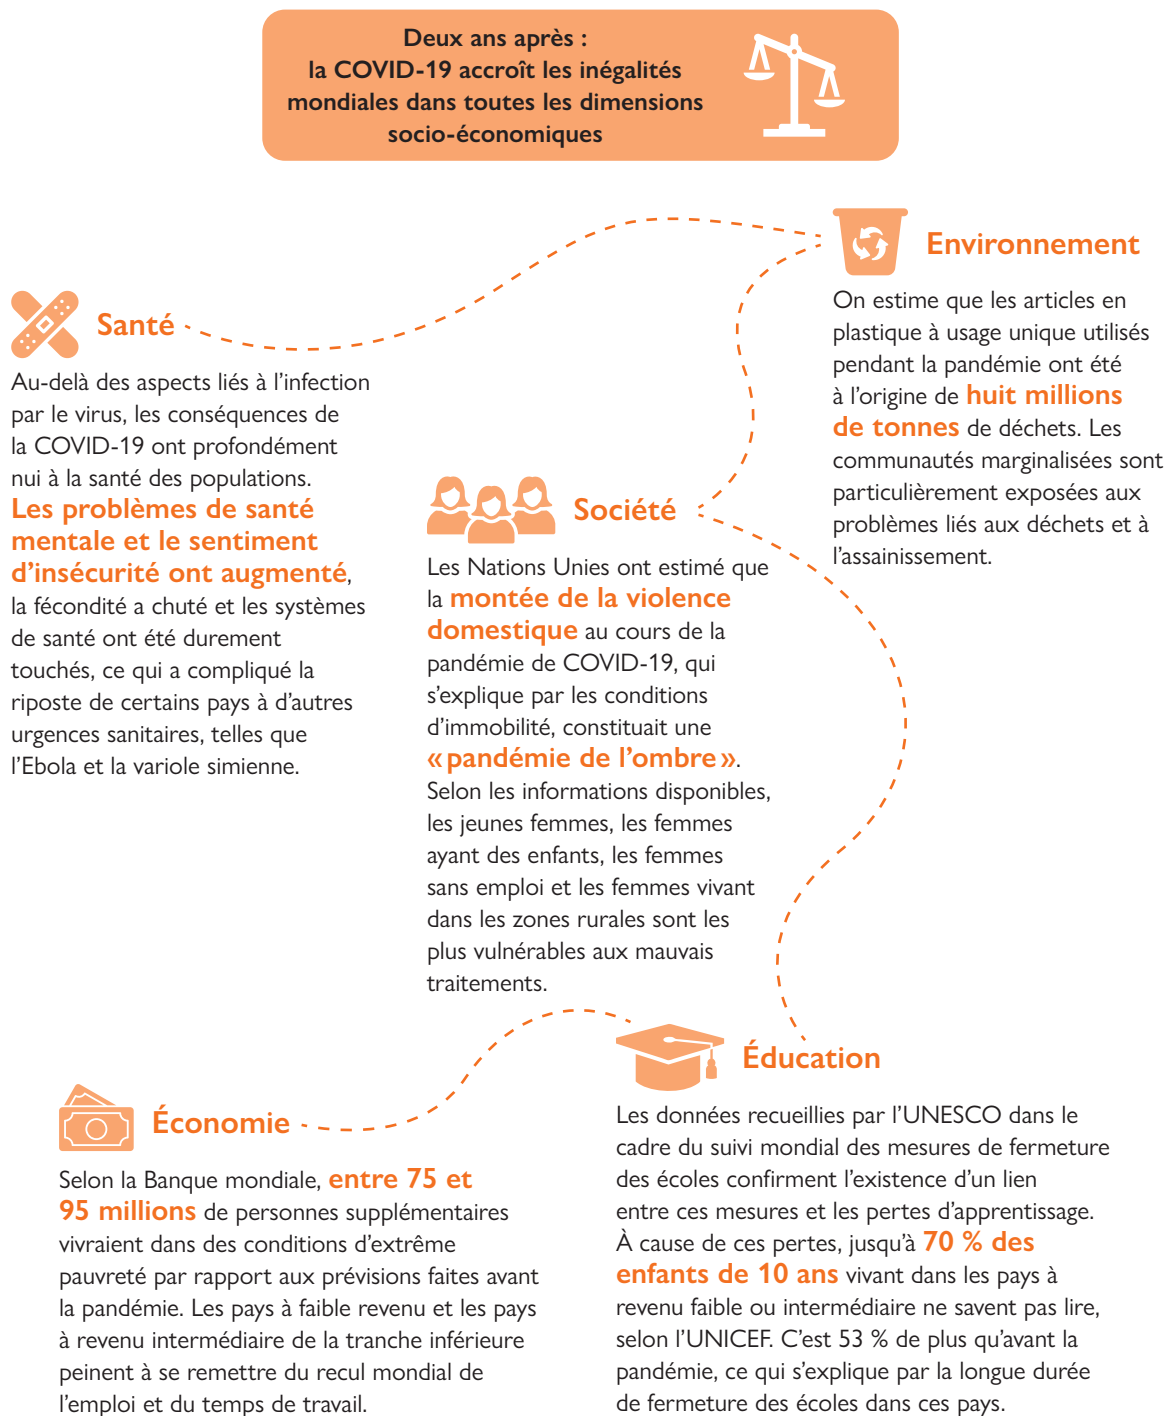 Deux ans après :
la COVID-19 accroît les inégalités
mondiales dans toutes les dimensions
socio-économiques
Environnement
On estime que les articles en
plastique à usage unique utilisés
pendant la pandémie ont été
à l’origine de huit millions
de tonnes de déchets. Les
communautés marginalisées sont
particulièrement exposées aux
problèmes liés aux déchets et à
l’assainissement.
Santé
Au-delà des aspects liés à l’infection
par le virus, les conséquences de
la COVID-19 ont profondément
nui à la santé des populations.
Les problèmes de santé
mentale et le sentiment
d’insécurité ont augmenté,
la fécondité a chuté et les systèmes
de santé ont été durement
touchés, ce qui a compliqué la
riposte de certains pays à d’autres
urgences sanitaires, telles que
l’Ebola et la variole simienne.
Société
Les Nations Unies ont estimé que
la montée de la violence
domestique au cours de la
pandémie de COVID-19, qui
s’explique par les conditions
d’immobilité, constituait une
« pandémie de l’ombre ».
Selon les informations disponibles,
les jeunes femmes, les femmes
ayant des enfants, les femmes
sans emploi et les femmes vivant
dans les zones rurales sont les
plus vulnérables aux mauvais
traitements.
Éducation
Les données recueillies par l’UNESCO dans le
cadre du suivi mondial des mesures de fermeture
des écoles confirment l’existence d’un lien
entre ces mesures et les pertes d’apprentissage.
À cause de ces pertes, jusqu’à 70 % des
enfants de 10 ans vivant dans les pays à
revenu faible ou intermédiaire ne savent pas lire,
selon l’UNICEF. C’est 53 % de plus qu’avant la
pandémie, ce qui s’explique par la longue durée
de fermeture des écoles dans ces pays.
Économie
Selon la Banque mondiale, entre 75 et
95 millions de personnes supplémentaires
vivraient dans des conditions d’extrême
pauvreté par rapport aux prévisions faites avant
la pandémie. Les pays à faible revenu et les pays
à revenu intermédiaire de la tranche inférieure
peinent à se remettre du recul mondial de
l’emploi et du temps de travail.